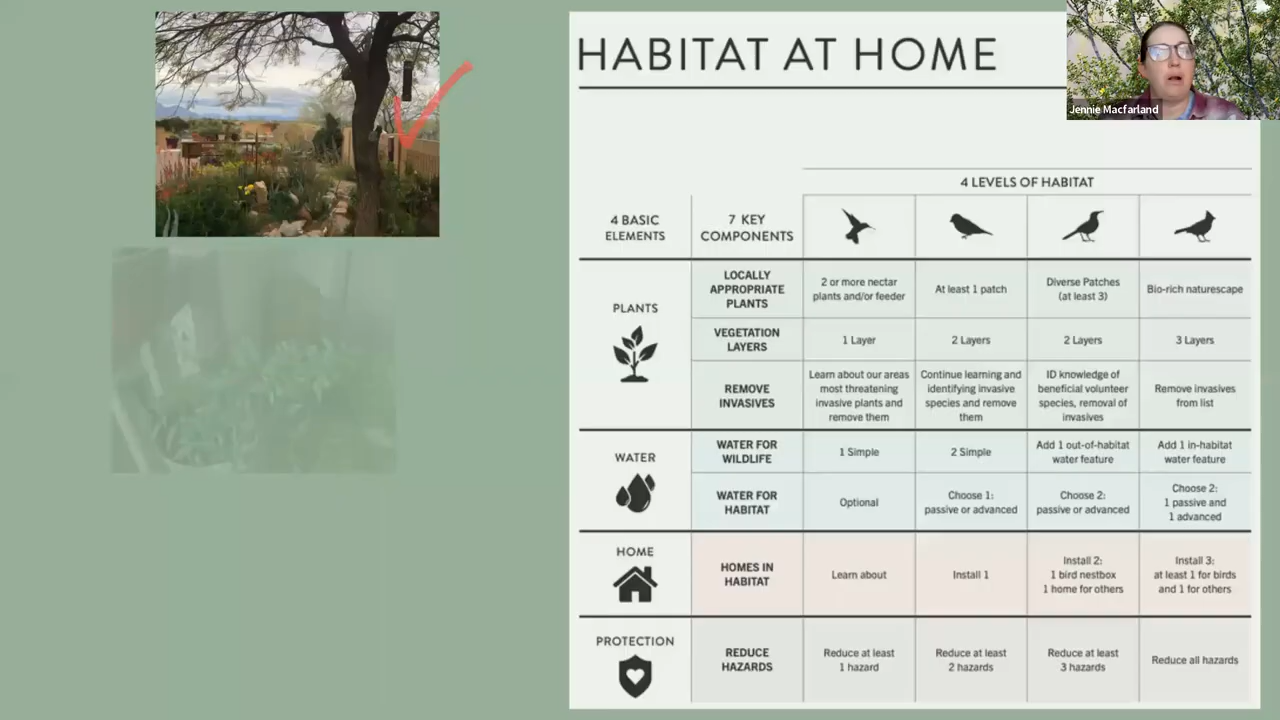 HABITAT AT HOME
Jennie Macfarland
4 LEVELS OF HABITAT
4 BASIC
ELEMENTS
7 KEY
COMPONENTS
PLANTS
LOCALLY
APPROPRIATE
PLANTS
2 or more nectar
plants and/or feeder
At least 1 patch
Diverse Patches
(at least 3)
Bio-rich naturescape
VEGETATION
LAYERS
1 Layer
2 Layers
2 Layers
3 Layers
REMOVE
INVASIVES
Learn about our areas
most threatening
invasive plants and
remove them
Continue learning and
identifying invasive
species and remove
them
ID knowledge of
beneficial volunteer
species, removal of
invasives
Remove invasives
from list
WATER
WATER FOR
WILDLIFE
1 Simple
2 Simple
Add 1 out-of-habitat
water feature
Add 1 in-habitat
water feature
WATER FOR
HABITAT
Optional
Choose 1:
passive or advanced
Choose 2:
passive or advanced
Choose 2:
1 passive and
1 advanced
HOME
HOMES IN
HABITAT
Learn about
Install 1
Install 2:
1 bird nestbox
1 home for others
Install 3:
at least 1 for birds
and 1 for others
PROTECTION
REDUCE
HAZARDS
Reduce at least
1 hazard
Reduce at least
2 hazards
Reduce at least
3 hazards
Reduce all hazards